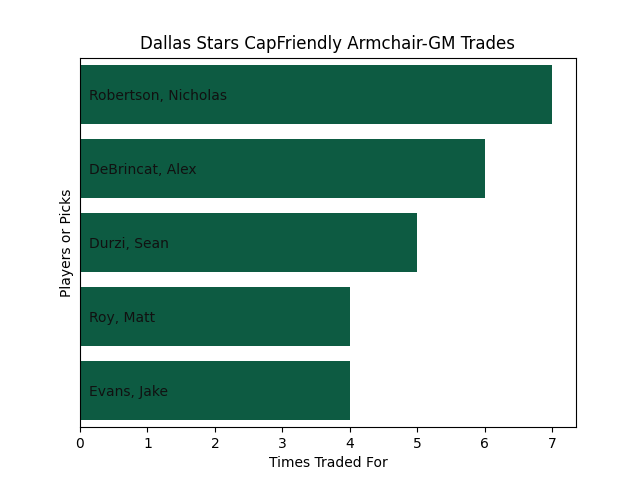 Dallas Stars CapFriendly Armchair-GM Trades
Players or Picks
Robertson, Nicholas
DeBrincat, Alex
Durzi, Sean
Roy, Matt
Evans, Jake
0 1 2 3 4 5 6 7
Times Traded For